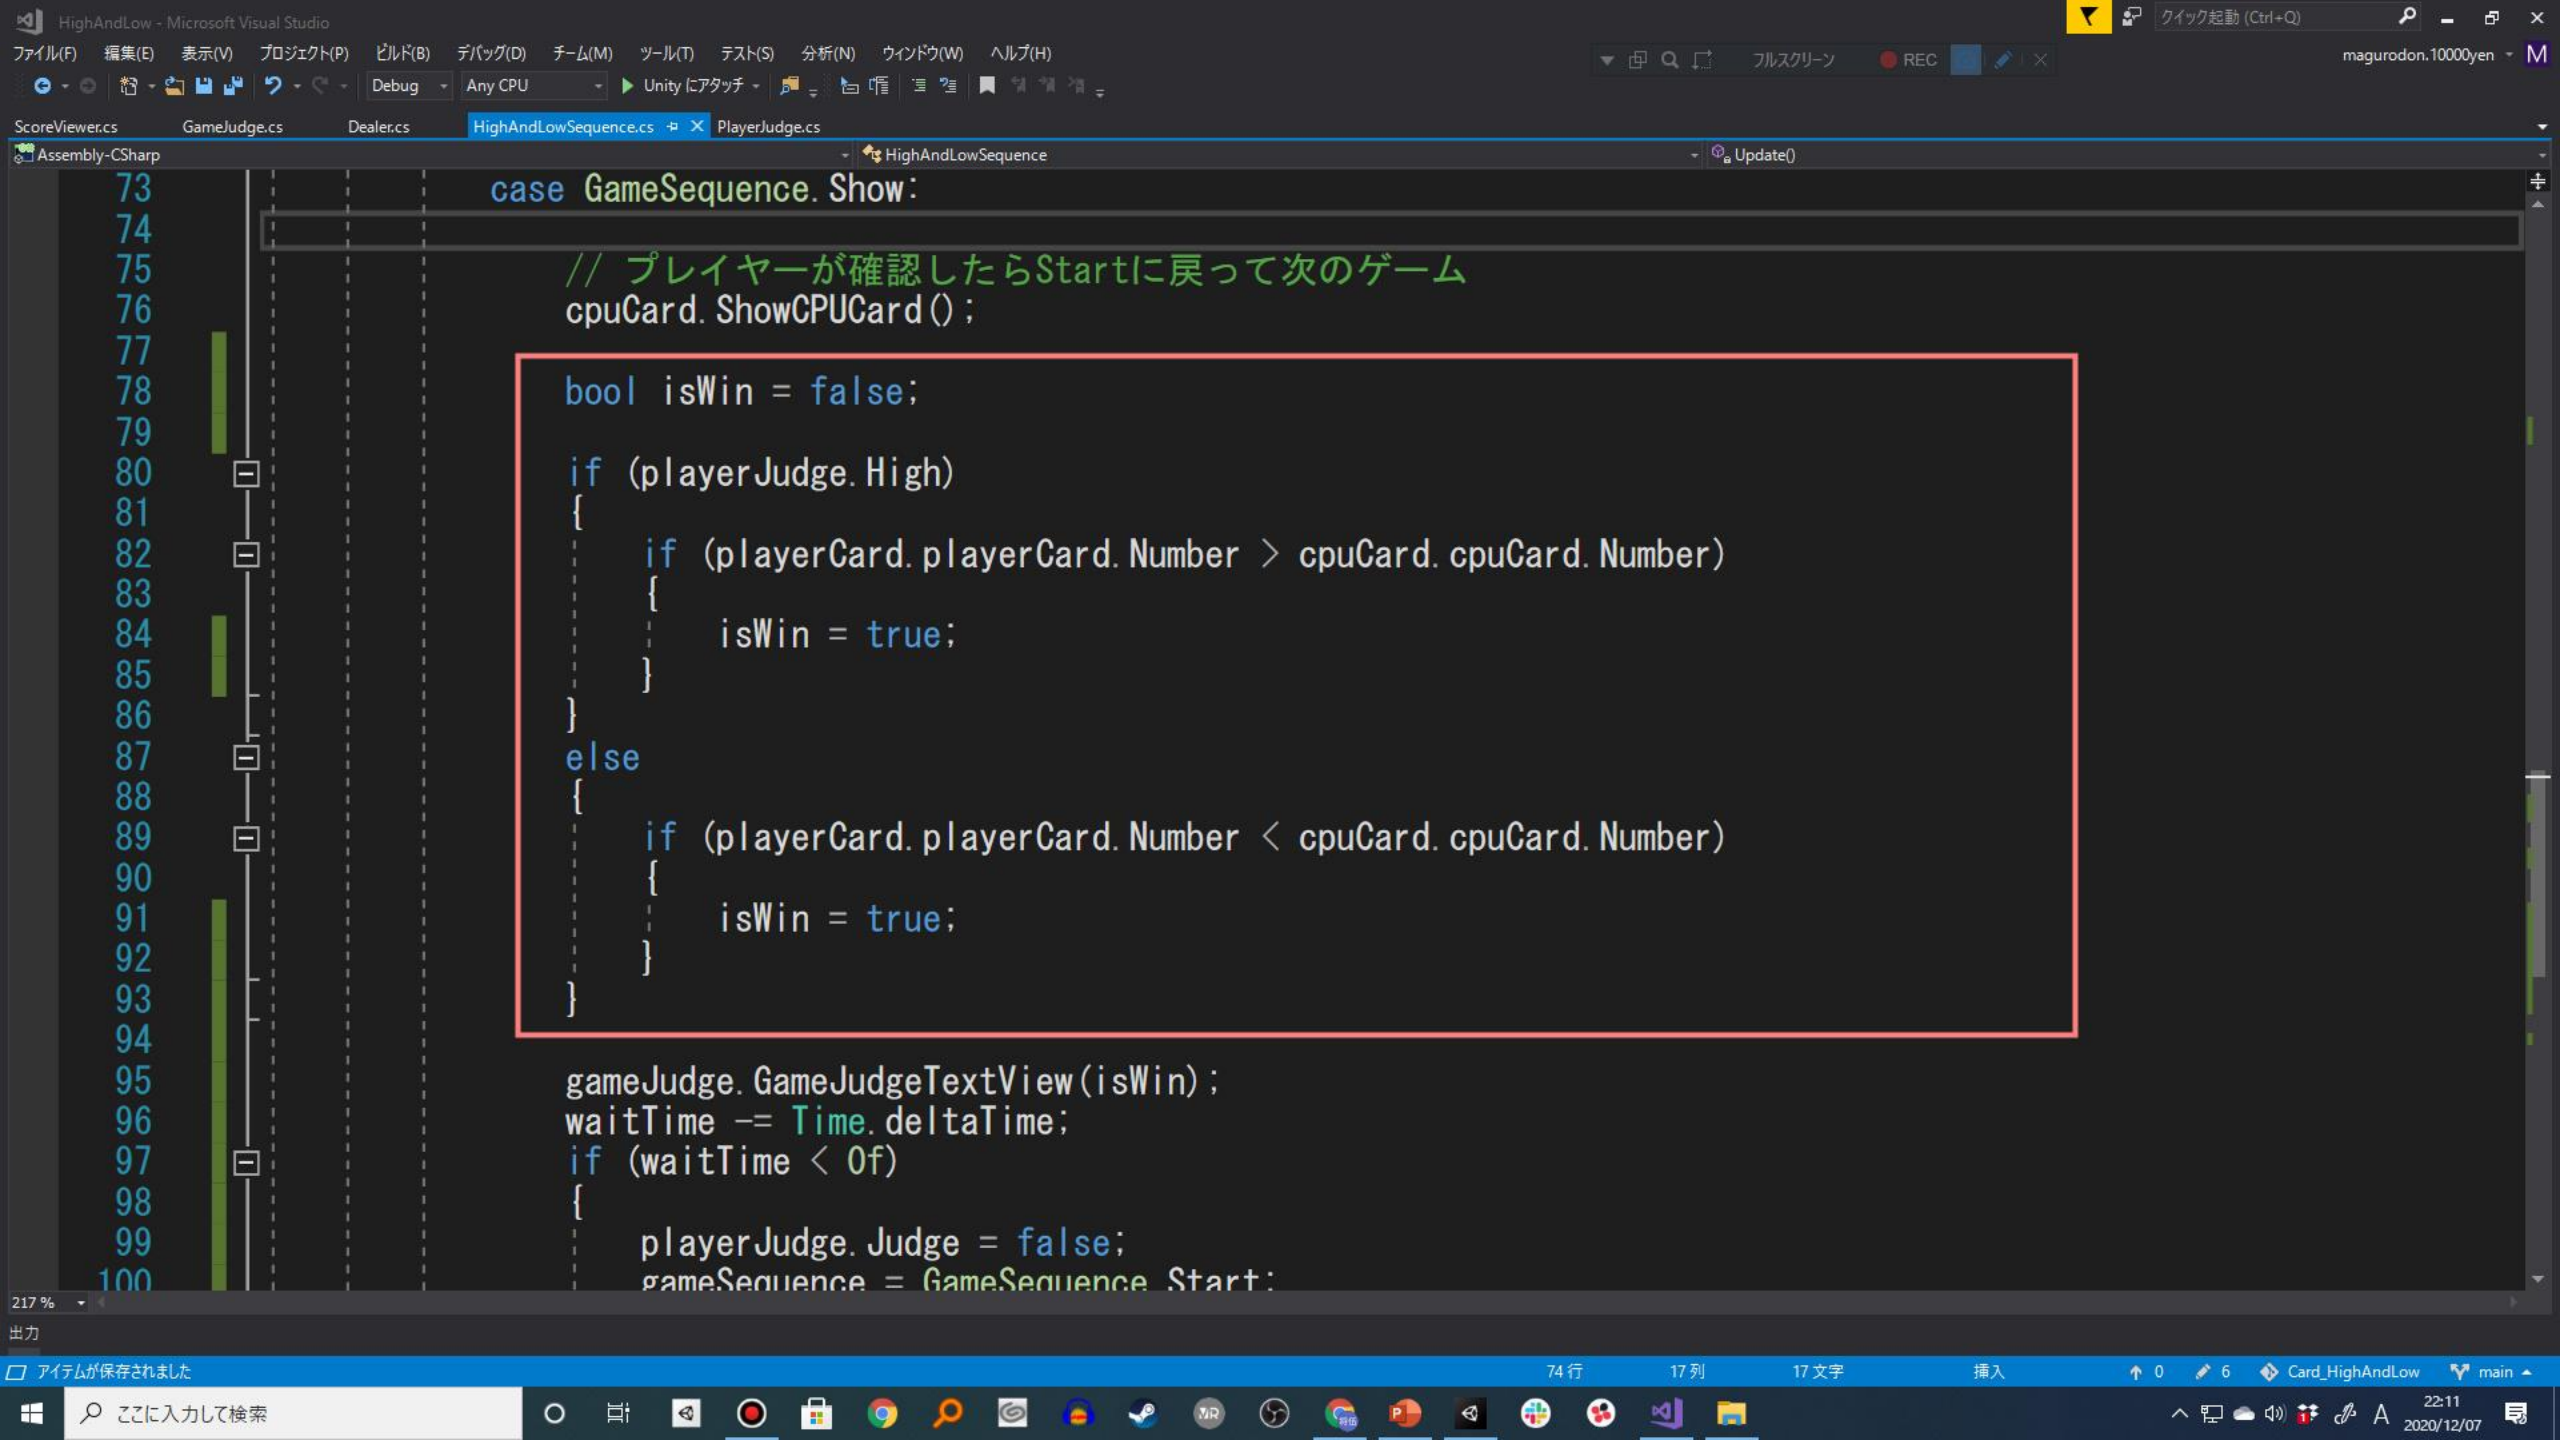 HighAndLow - Microsoft Visual Studio
クイック起動 (Ctrl+Q)
ファイル(F) 編集(E) 表示(V) プロジェクト(P) ビルド(B) デバッグ(D) チーム(M) ツール(T) テスト(S) 分析(N) ウィンドウ(W) ヘルプ(H)
フルスクリーン REC
magurodon.10000yen M
Debug Any CPU Unity にアタッチ
ScoreViewer.cs GameJudge.cs Dealer.cs HighAndLowSequence.cs PlayerJudge.cs
Assembly-CSharp HighAndLowSequence Update()
73 case GameSequence.Show:
74
75 // プレイヤーが確認したらStartに戻って次のゲーム
76 cpuCard.ShowCPUCard();
77
78 bool isWin = false;
79
80 if (playerJudge.High)
81 {
82 if (playerCard.playerCard.Number > cpuCard.cpuCard.Number)
83 {
84 isWin = true;
85 }
86 }
87 else
88 {
89 if (playerCard.playerCard.Number < cpuCard.cpuCard.Number)
90 {
91 isWin = true;
92 }
93 }
94
95 gameJudge.GameJudgeTextView(isWin);
96 waitTime -= Time.deltaTime;
97 if (waitTime < 0f)
98 {
99 playerJudge.Judge = false;
100 gameSequence = GameSequence.Start;
217 %
出力
アイテムが保存されました 74 行 17 列 17 文字 挿入 0 6 Card_HighAndLow main
ここに入力して検索
MR
将伍
A
22:11
2020/12/07